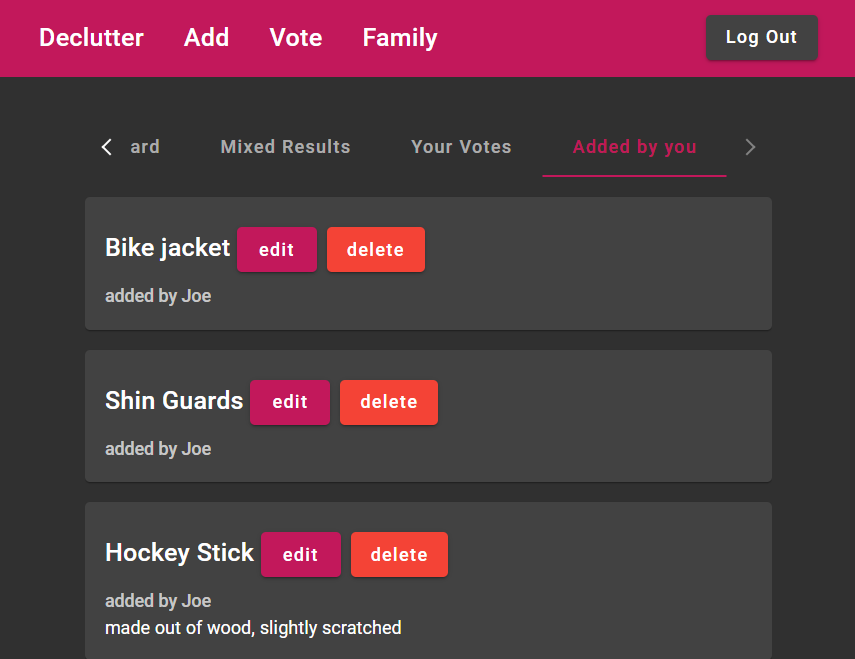 Declutter Add Vote Family Log Out
ard Mixed Results Your Votes Added by you
Bike jacket edit delete
added by Joe
Shin Guards edit delete
added by Joe
Hockey Stick edit delete
added by Joe
made out of wood, slightly scratched